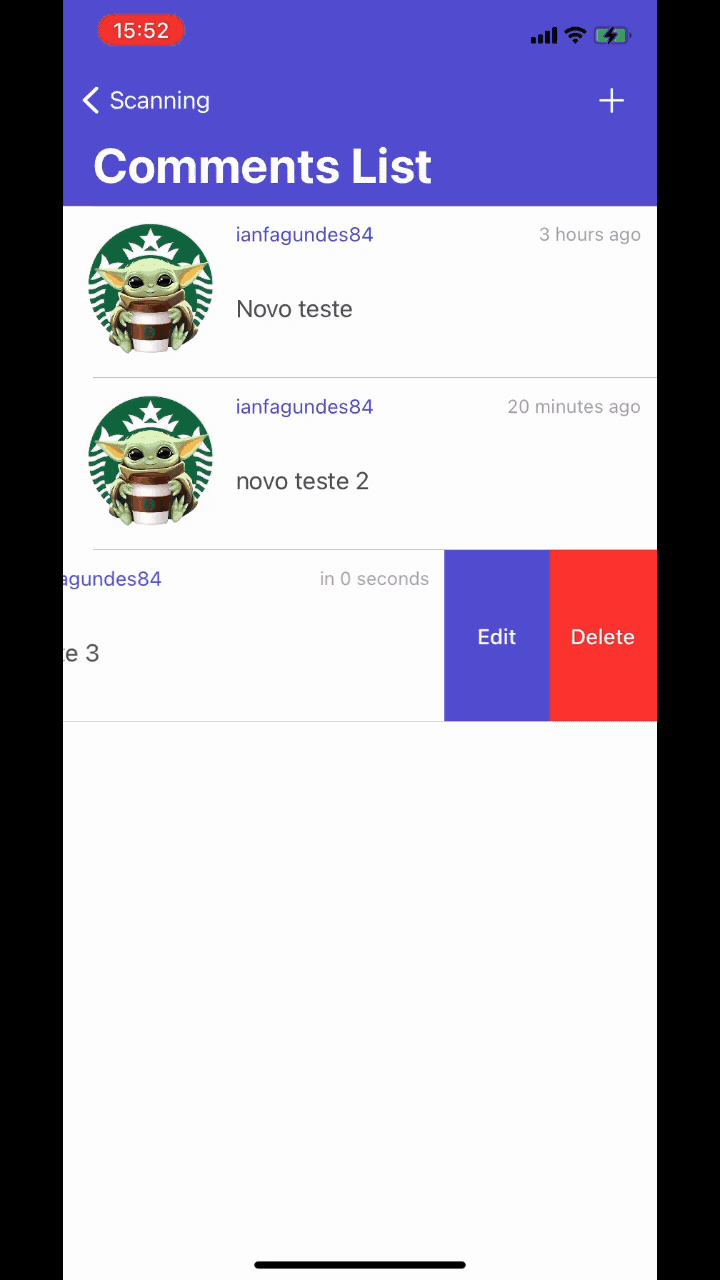 15:52
Scanning
Comments List
ianfagundes84
3 hours ago
Novo teste
ianfagundes84
20 minutes ago
novo teste 2
agundes84
in 0 seconds
Edit
Delete
te 3